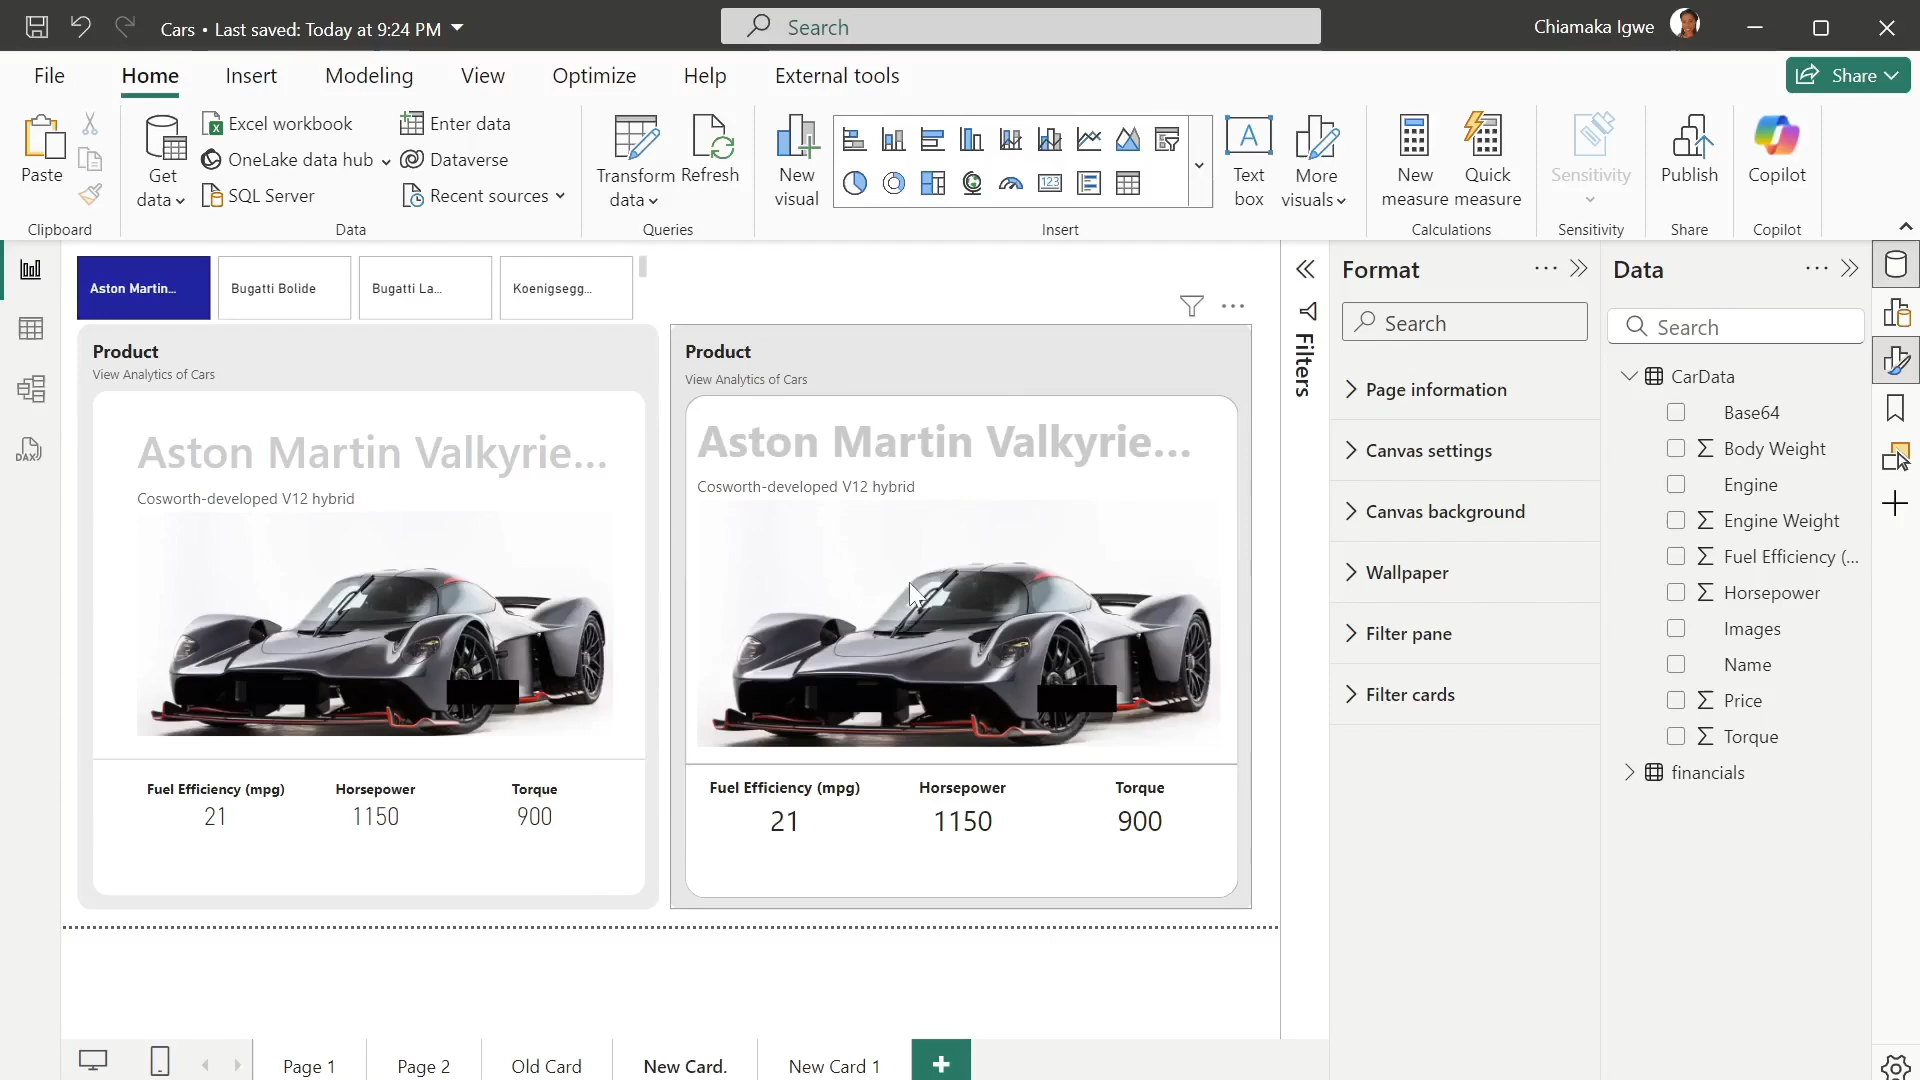 Cars • Last saved: Today at 9:24 PM
Search
Chiamaka Igwe
File
Home
Insert
Modeling
View
Optimize
Help
External tools
Share
Paste
Clipboard
Get data
Excel workbook
OneLake data hub
SQL Server
Enter data
Dataverse
Recent sources
Data
Transform data
Refresh
Queries
New visual
123
A
Text box
More visuals
Insert
New measure
Quick measure
Calculations
Sensitivity
Sensitivity
Publish
Share
Copilot
Copilot
DAX
Aston Martin...
Bugatti Bolide
Bugatti La...
Koenigsegg...
Product
View Analytics of Cars
Aston Martin Valkyrie...
Cosworth-developed V12 hybrid
Fuel Efficiency (mpg)
Horsepower
Torque
21
1150
900
Product
View Analytics of Cars
Aston Martin Valkyrie...
Cosworth-developed V12 hybrid
Fuel Efficiency (mpg)
Horsepower
Torque
21
1150
900
Filters
Format
Search
Page information
Canvas settings
Canvas background
Wallpaper
Filter pane
Filter cards
Data
Search
CarData
Base64
∑ Body Weight
Engine
∑ Engine Weight
∑ Fuel Efficiency (...
∑ Horsepower
Images
Name
∑ Price
∑ Torque
financials
Page 1
Page 2
Old Card
New Card.
New Card 1